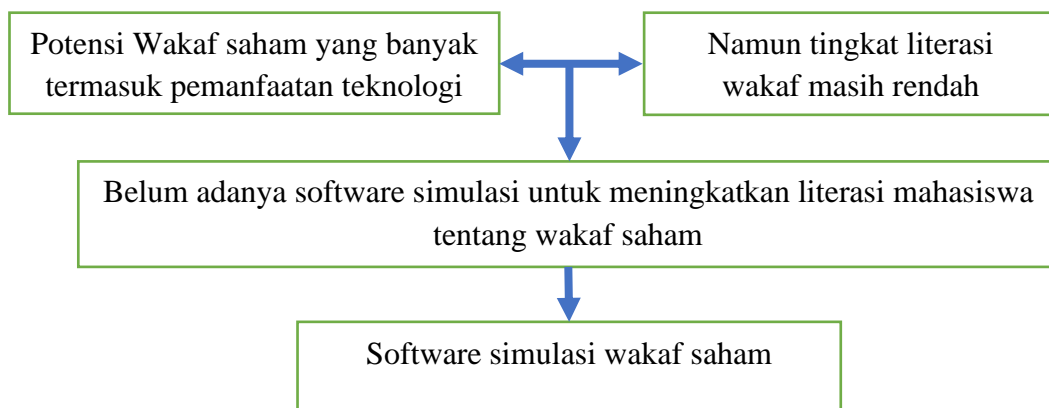 Potensi Wakaf saham yang banyak
termasuk pemanfaatan teknologi
Namun tingkat literasi
wakaf masih rendah
Belum adanya software simulasi untuk meningkatkan literasi mahasiswa
tentang wakaf saham
Software simulasi wakaf saham